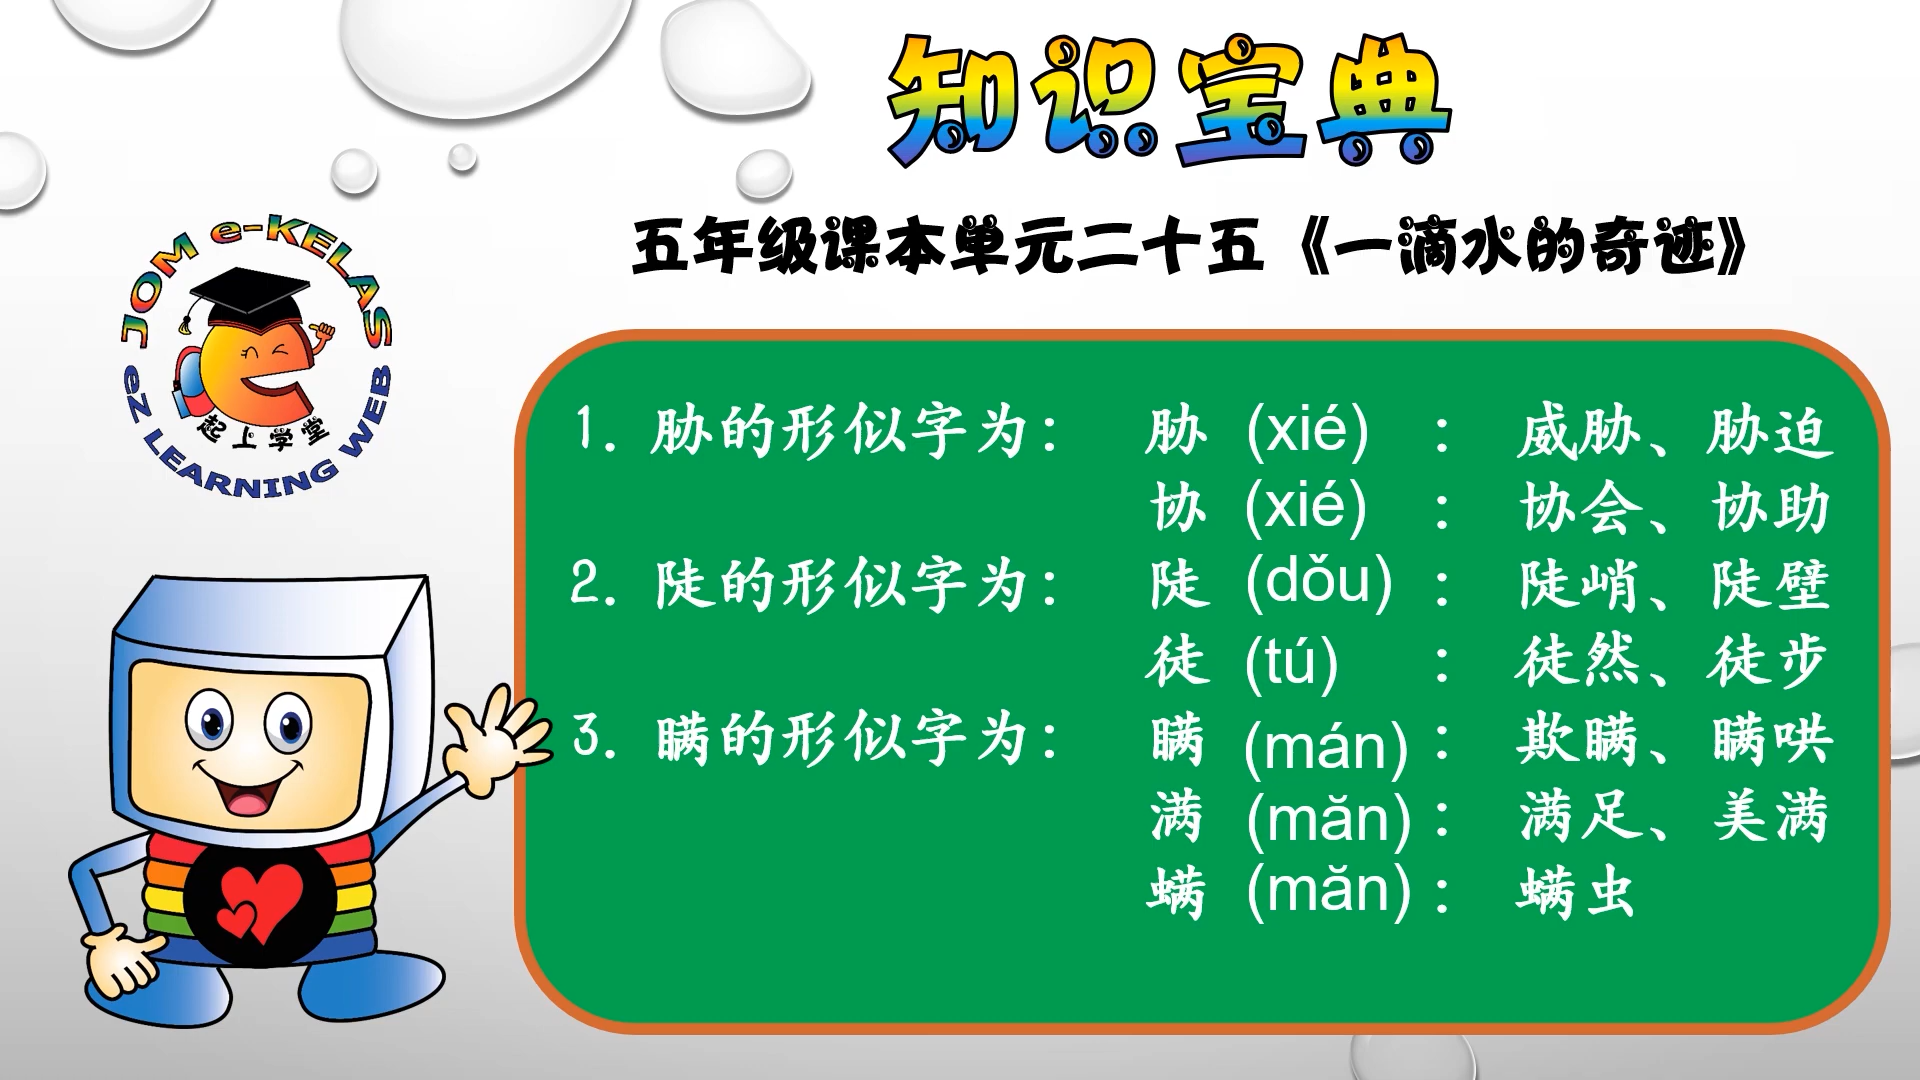 知识宝典
五年级课本单元二十五《一滴水的奇迹》
JOM e-KELAS
起上学堂
eZ LEARNING WEB
1. 胁的形似字为: 胁 (xié) : 威胁、胁迫
协 (xié) : 协会、协助
2. 陡的形似字为: 陡 (dǒu) : 陡峭、陡壁
徒 (tú) : 徒然、徒步
3. 瞒的形似字为: 瞒 (mán) : 欺瞒、瞒哄
满 (măn) : 满足、美满
螨 (măn) : 螨虫